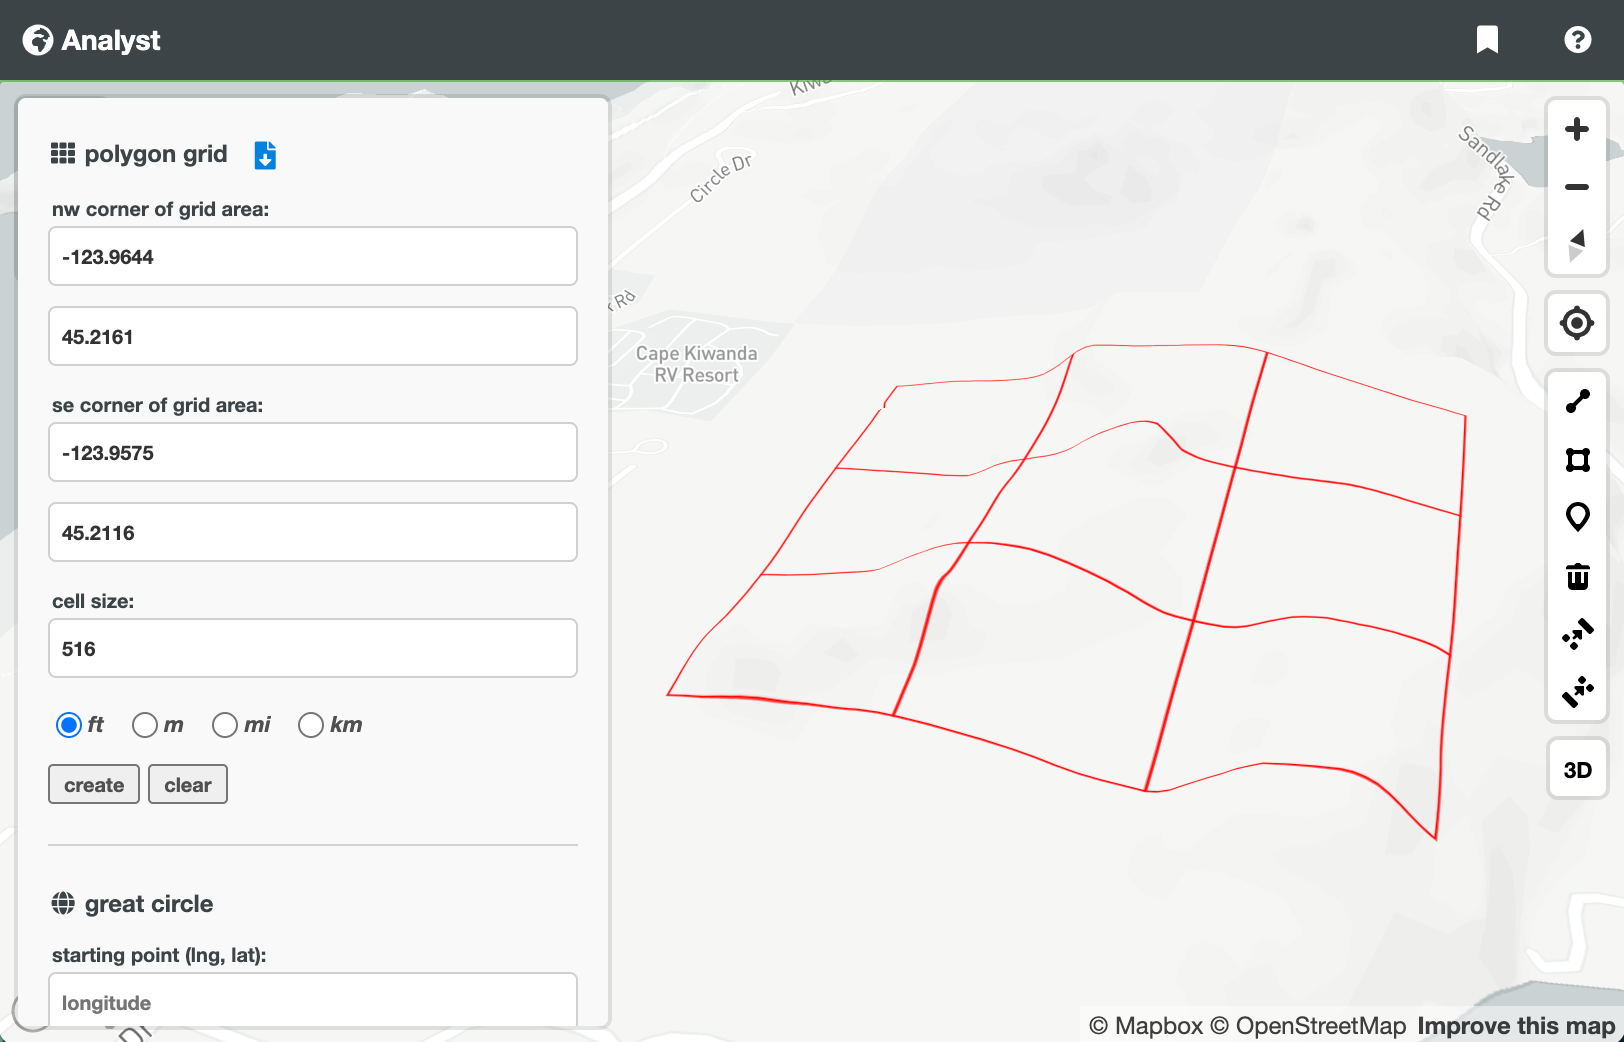 Analyst
polygon grid
nw corner of grid area:
-123.9644
45.2161
se corner of grid area:
-123.9575
45.2116
cell size:
516
ft m mi km
create clear
great circle
starting point (lng, lat):
longitude
Circle Dr
Rd
Cape Kiwanda
RV Resort
Sandlake Rd
3D
Dr
© Mapbox © OpenStreetMap Improve this map